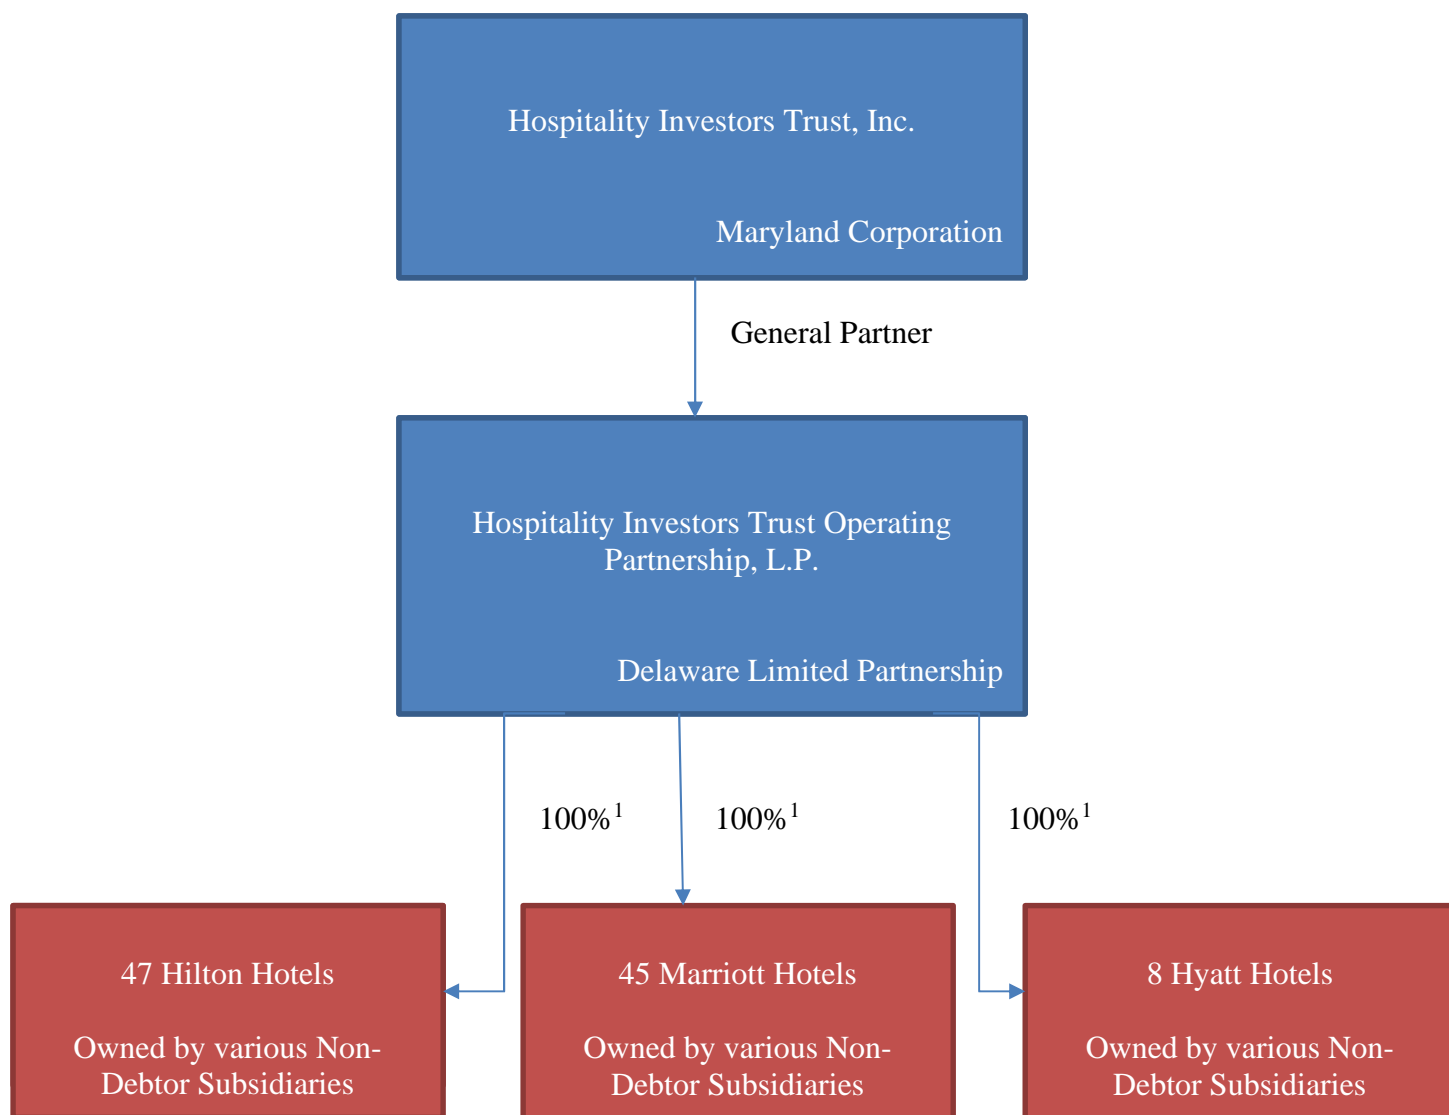 Hospitality Investors Trust, Inc.
Maryland Corporation
General Partner
Hospitality Investors Trust Operating
Partnership, L.P.
Delaware Limited Partnership
100%¹
100%¹
100%¹
47 Hilton Hotels
Owned by various Non-
Debtor Subsidiaries
45 Marriott Hotels
Owned by various Non-
Debtor Subsidiaries
8 Hyatt Hotels
Owned by various Non-
Debtor Subsidiaries